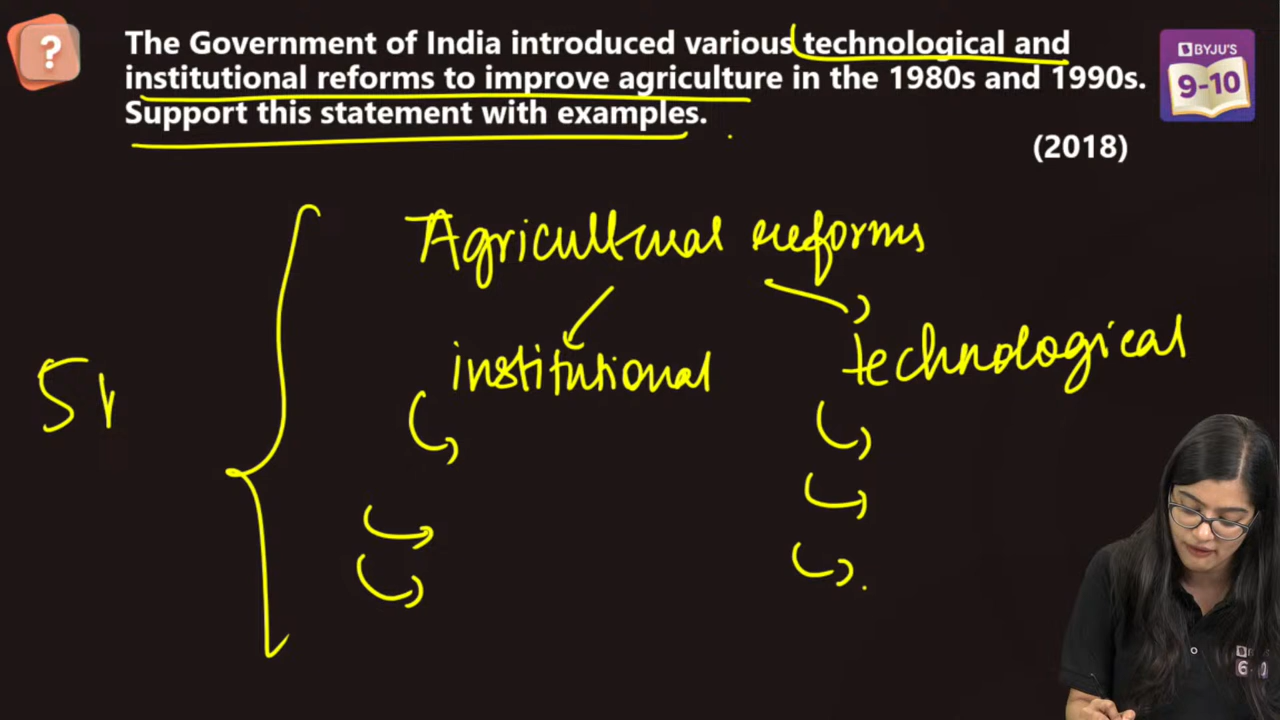 ?
The Government of India introduced various technological and
institutional reforms to improve agriculture in the 1980s and 1990s.
Support this statement with examples.
(2018)
BYJU'S
9-10
Agricultural reforms
institutional
technological